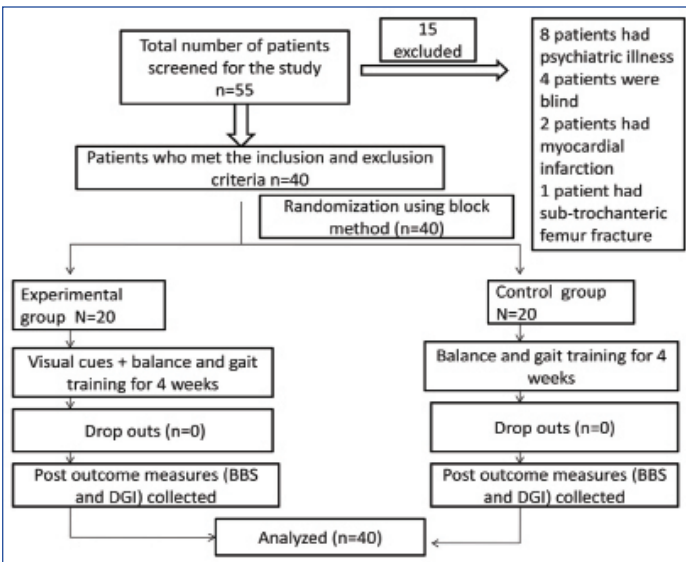 Total number of patients
screened for the study
n=55
15
excluded
8 patients had
psychiatric illness
4 patients were
blind
2 patients had
myocardial
infarction
1 patient had
sub-trochanteric
femur fracture
Patients who met the inclusion and exclusion
criteria n=40
Randomization using block
method (n=40)
Experimental
group N=20
Control group
N=20
Visual cues + balance and gait
training for 4 weeks
Balance and gait training for 4
weeks
Drop outs (n=0)
Drop outs (n=0)
Post outcome measures (BBS
and DGI) collected
Post outcome measures (BBS
and DGI) collected
Analyzed (n=40)